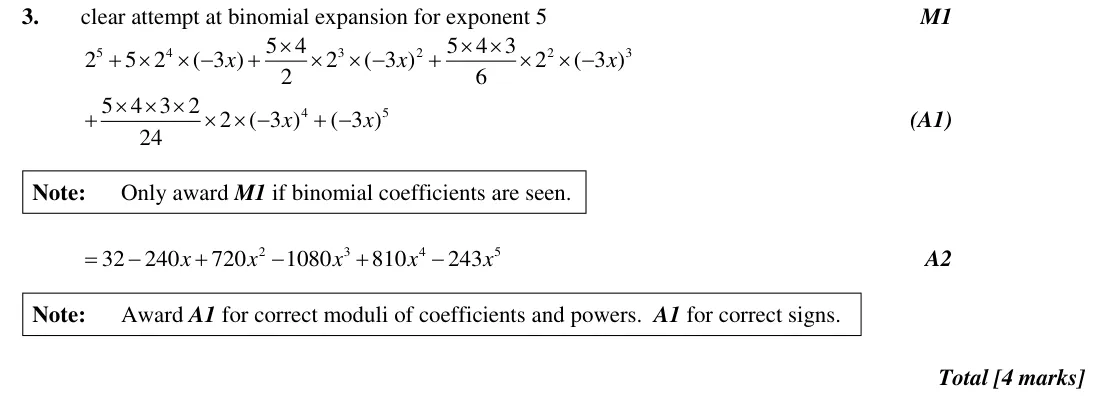 3. clear attempt at binomial expansion for exponent 5 M1
2⁵ + 5×2⁴ ×(−3x) + (5×4)/2 × 2³ ×(−3x)² + (5×4×3)/6 × 2² ×(−3x)³
+ (5×4×3×2)/24 × 2×(−3x)⁴ + (−3x)⁵ (A1)
Note: Only award M1 if binomial coefficients are seen.
= 32 − 240x + 720x² − 1080x³ + 810x⁴ − 243x⁵ A2
Note: Award A1 for correct moduli of coefficients and powers. A1 for correct signs.
Total [4 marks]